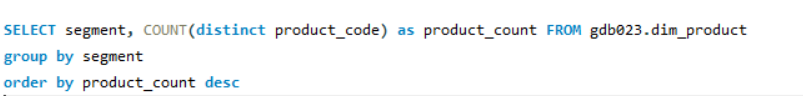 SELECT segment, COUNT(distinct product_code) as product_count FROM gdb023.dim_product
group by segment
order by product_count desc